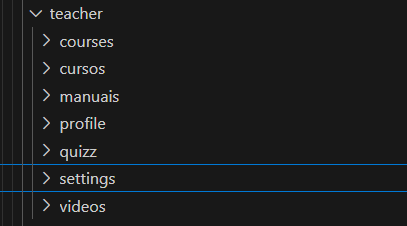 teacher
courses
cursos
manuais
profile
quizz
settings
videos